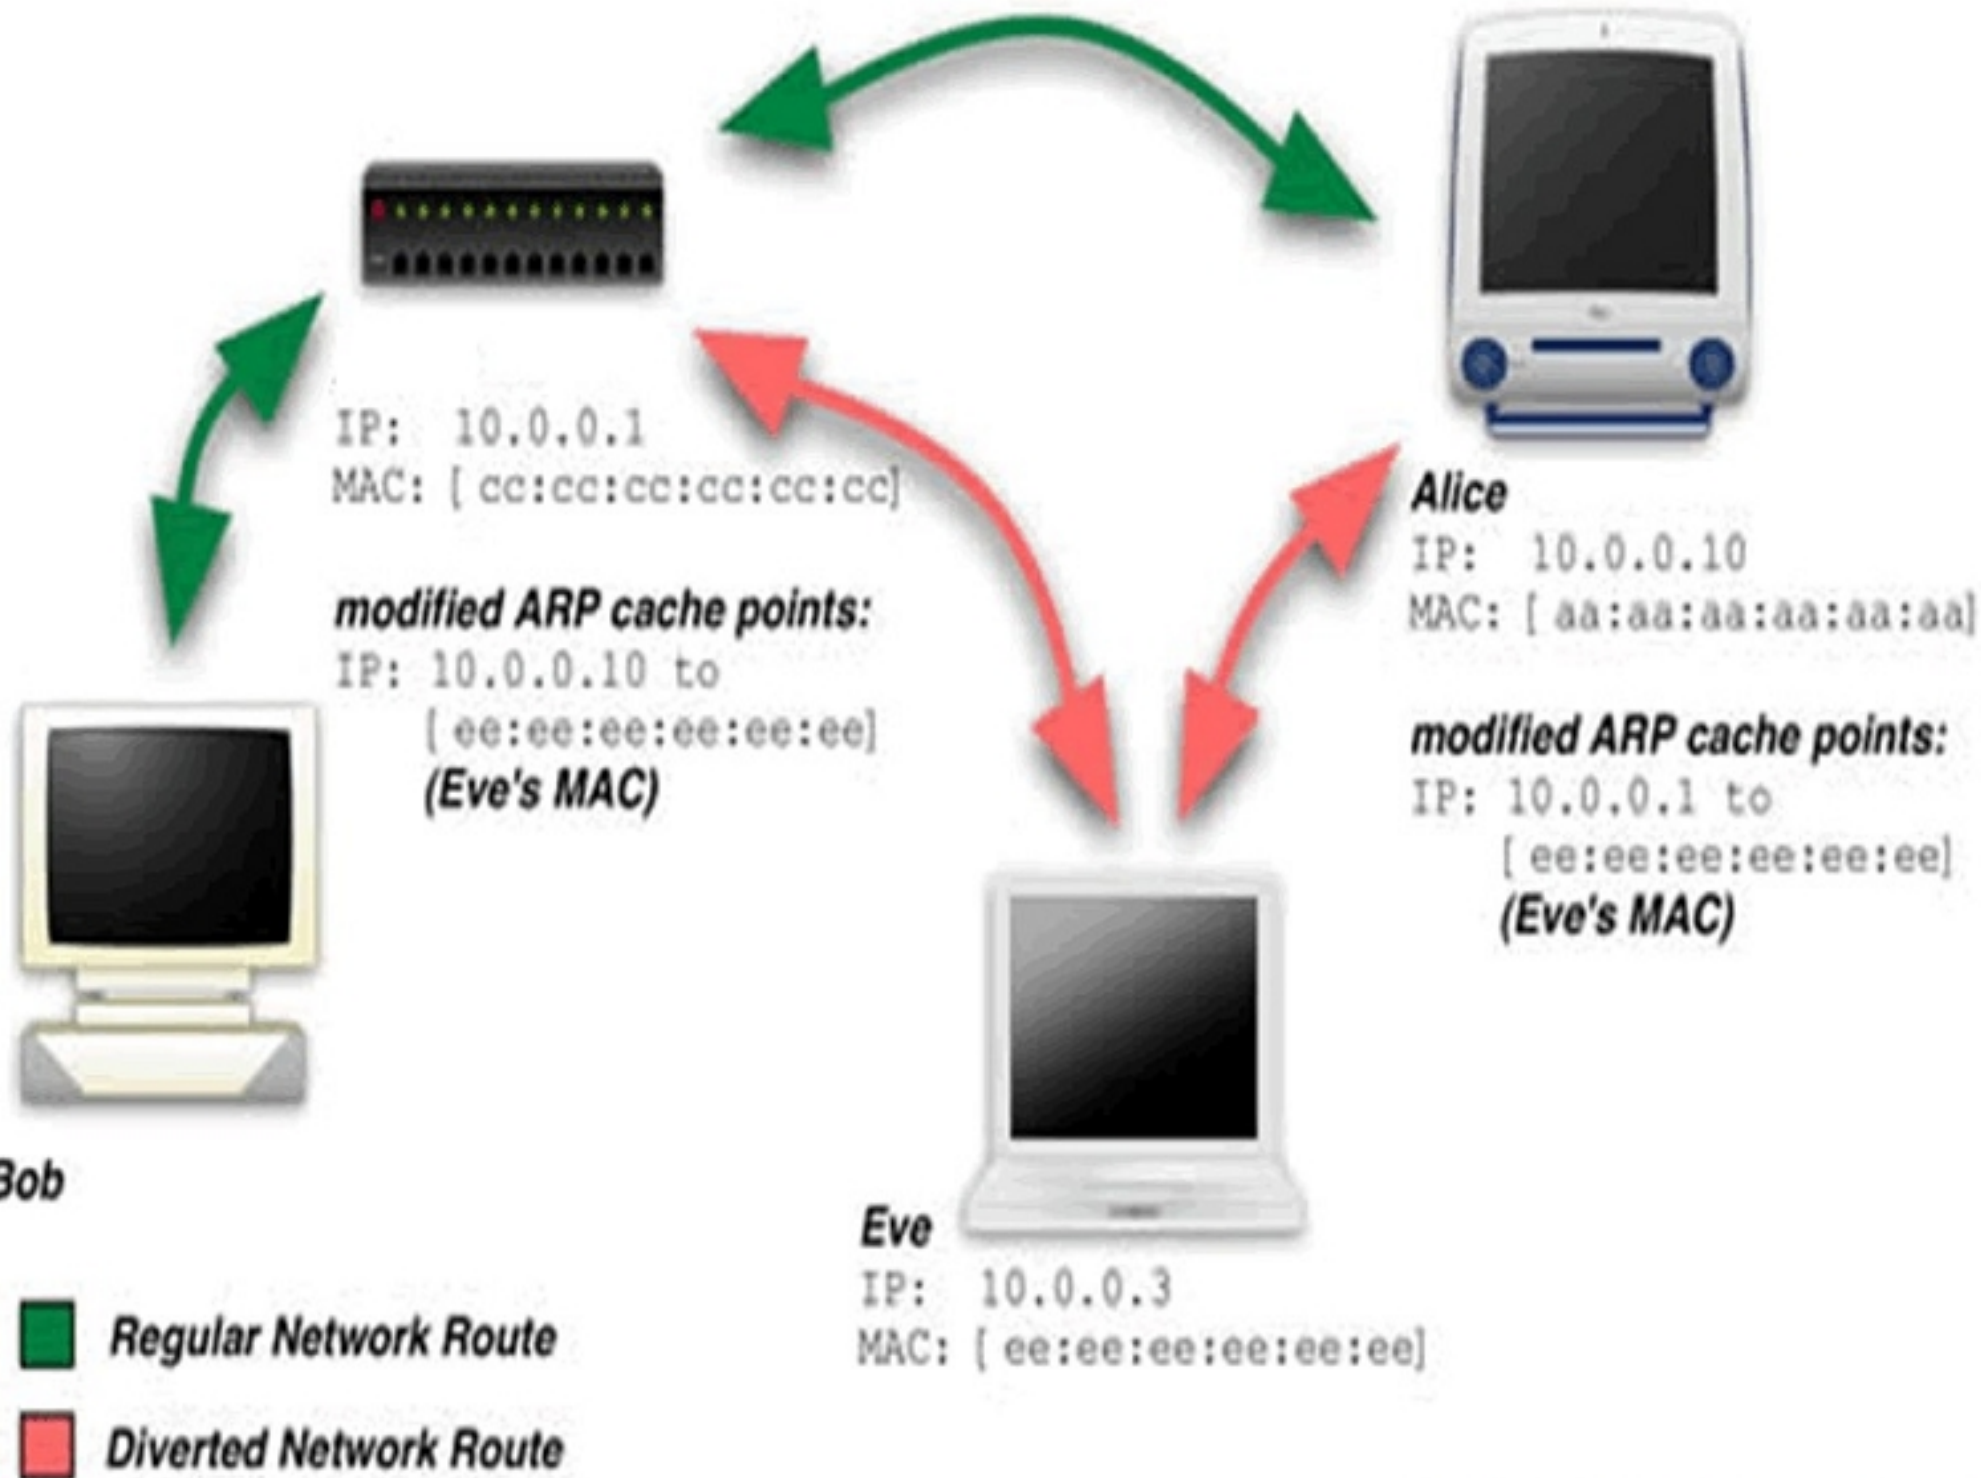 IP: 10.0.0.1
MAC: [cc:cc:cc:cc:cc:cc]
modified ARP cache points:
IP: 10.0.0.10 to
[ee:ee:ee:ee:ee:ee]
(Eve's MAC)
Alice
IP: 10.0.0.10
MAC: [aa:aa:aa:aa:aa:aa]
modified ARP cache points:
IP: 10.0.0.1 to
[ee:ee:ee:ee:ee:ee]
(Eve's MAC)
Bob
Eve
IP: 10.0.0.3
MAC: [ee:ee:ee:ee:ee:ee]
Regular Network Route
Diverted Network Route